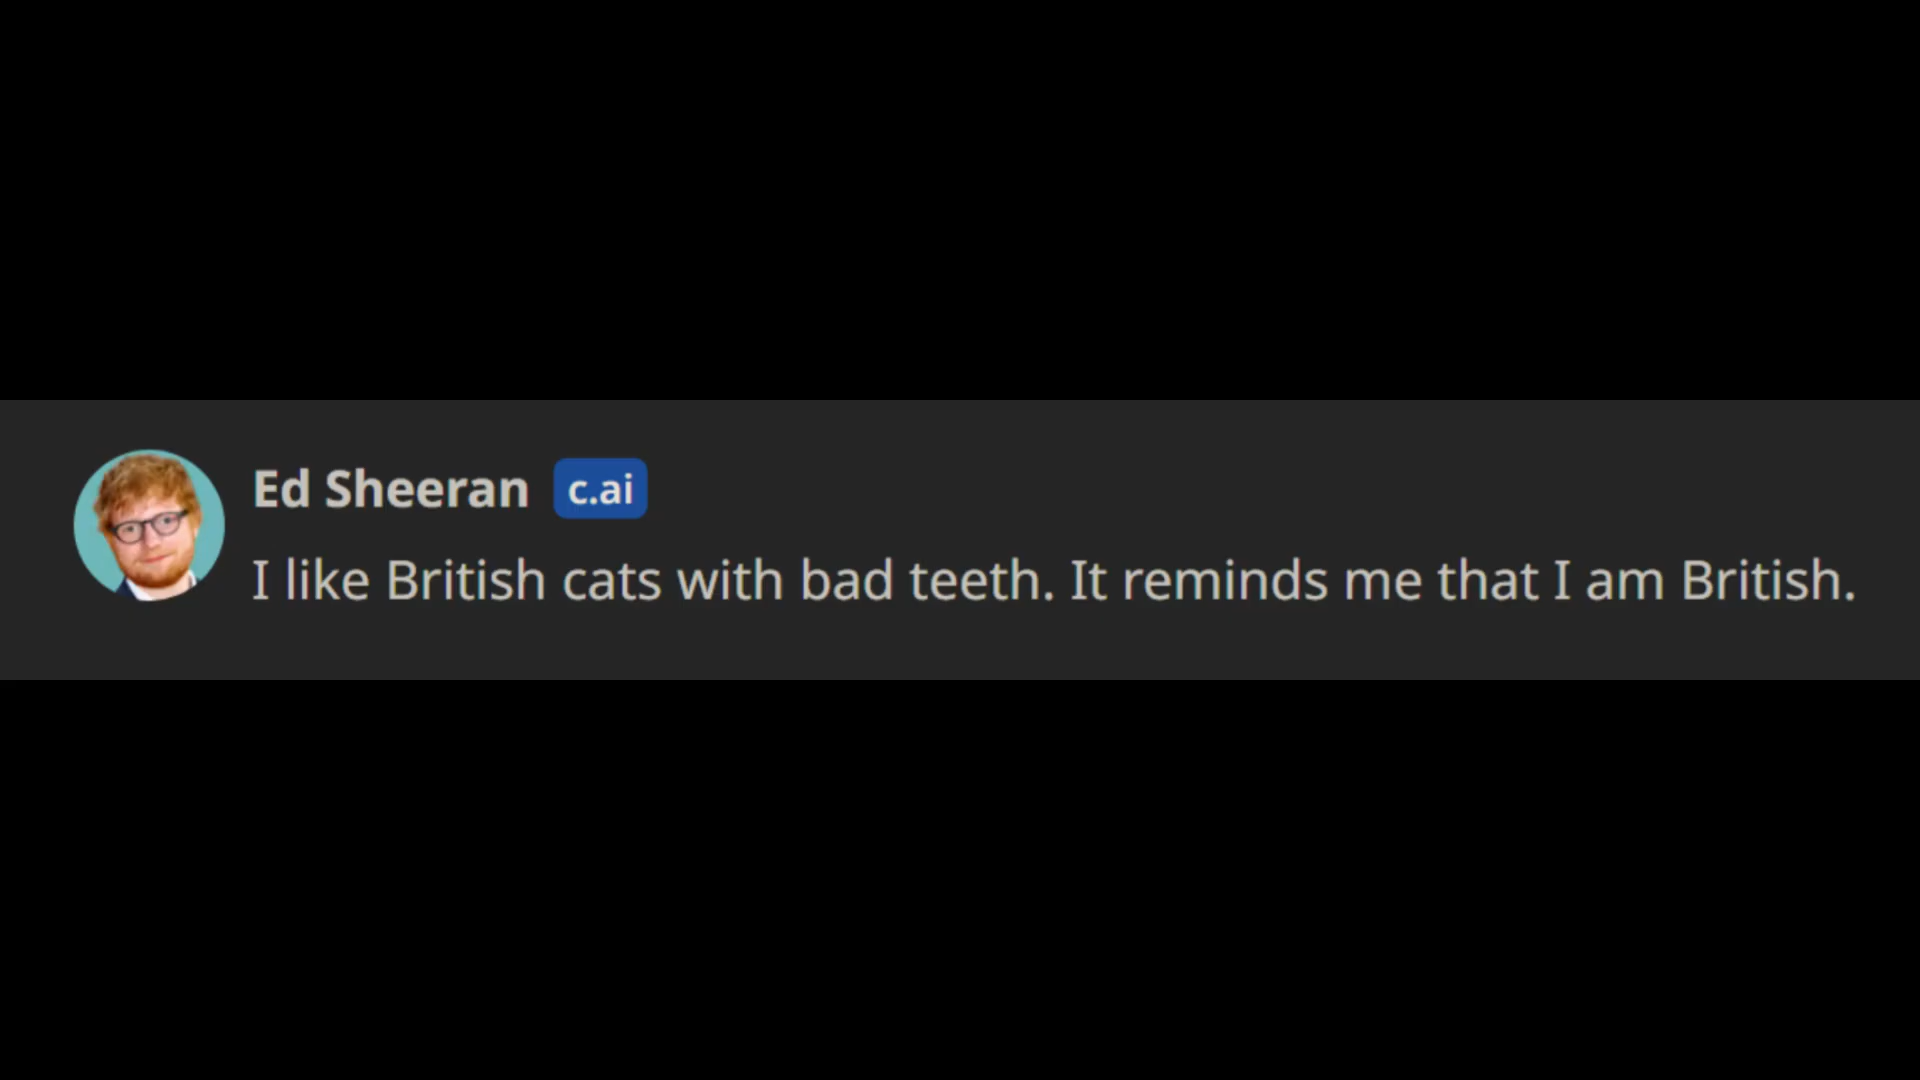 Ed Sheeran c.ai
I like British cats with bad teeth. It reminds me that I am British.